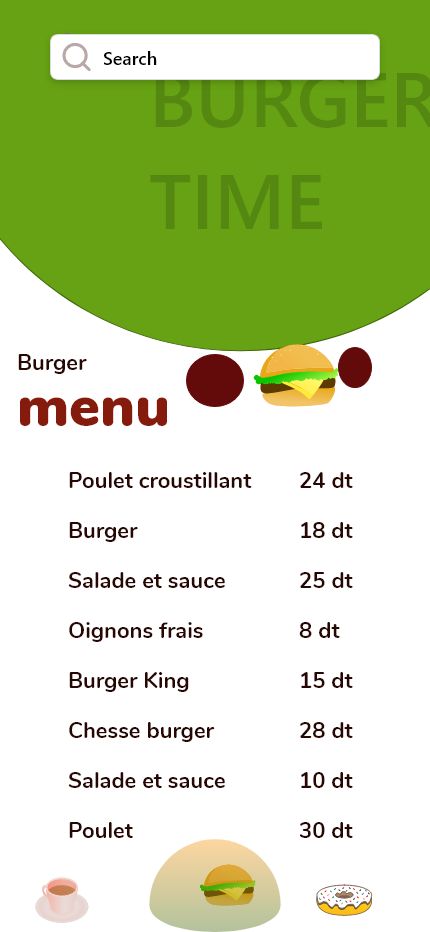 Search
BURGER
TIME
Burger
menu
Poulet croustillant 24 dt
Burger 18 dt
Salade et sauce 25 dt
Oignons frais 8 dt
Burger King 15 dt
Chesse burger 28 dt
Salade et sauce 10 dt
Poulet 30 dt